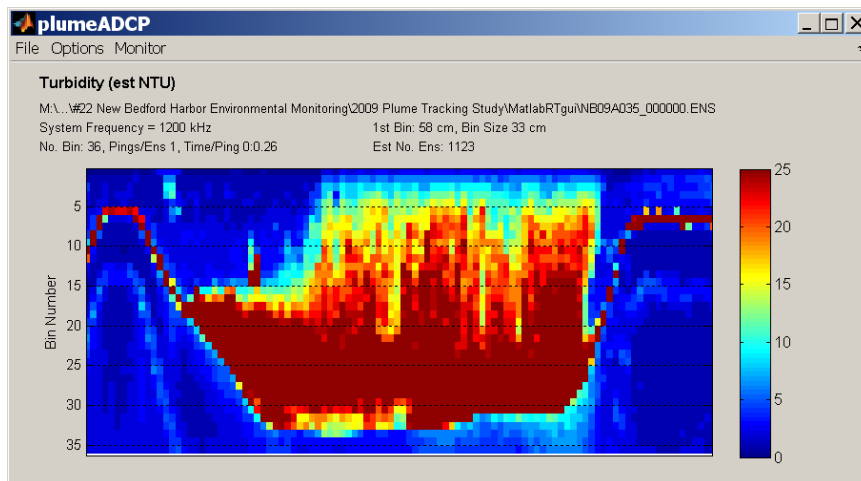 plumeADCP
File Options Monitor
Turbidity (est NTU)
M:\...\#22 New Bedford Harbor Environmental Monitoring\2009 Plume Tracking Study\MatlabRTgui\NB09A035_000000.ENS
System Frequency = 1200 kHz
1st Bin: 58 cm, Bin Size 33 cm
No. Bin: 36, Pings/Ens 1, Time/Ping 0:0.26
Est No. Ens: 1123
Bin Number
5
10
15
20
25
30
35
25
20
15
10
5
0